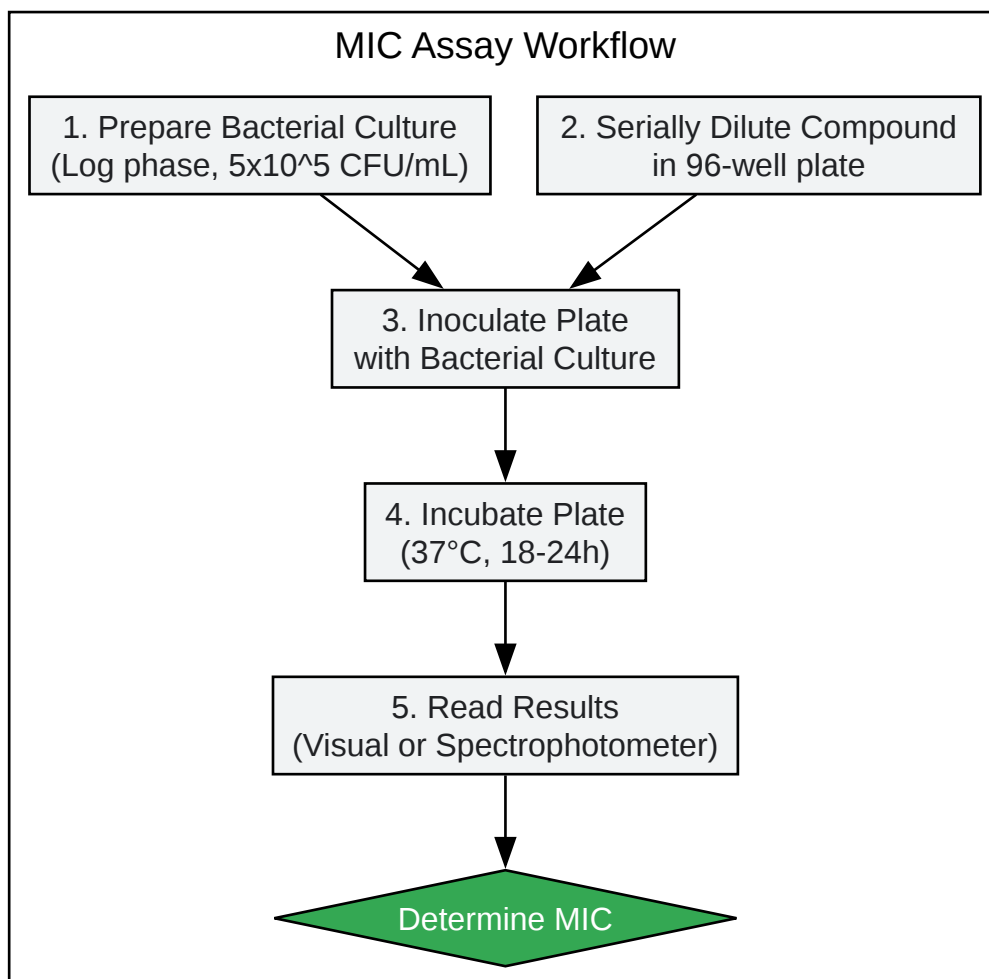 MIC Assay Workflow
1. Prepare Bacterial Culture
(Log phase, 5x10^5 CFU/mL)
2. Serially Dilute Compound
in 96-well plate
3. Inoculate Plate
with Bacterial Culture
4. Incubate Plate
(37°C, 18-24h)
5. Read Results
(Visual or Spectrophotometer)
Determine MIC